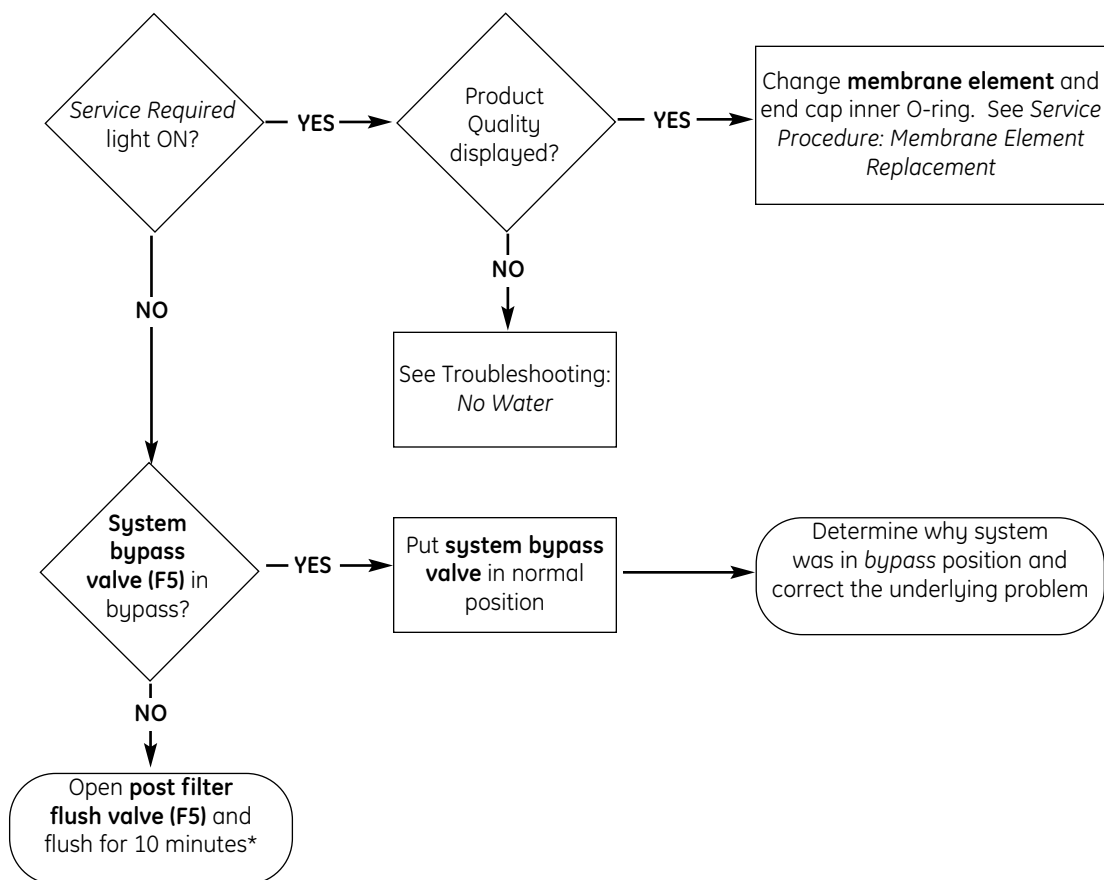 Service Required
light ON?
YES
Product
Quality
displayed?
YES
Change membrane element and
end cap inner O-ring.  See Service
Procedure: Membrane Element
Replacement
NO
NO
See Troubleshooting:
No Water
System
bypass
valve (F5) in
bypass?
YES
Put system bypass
valve in normal
position
Determine why system
was in bypass position and
correct the underlying problem
NO
Open post filter
flush valve (F5) and
flush for 10 minutes*